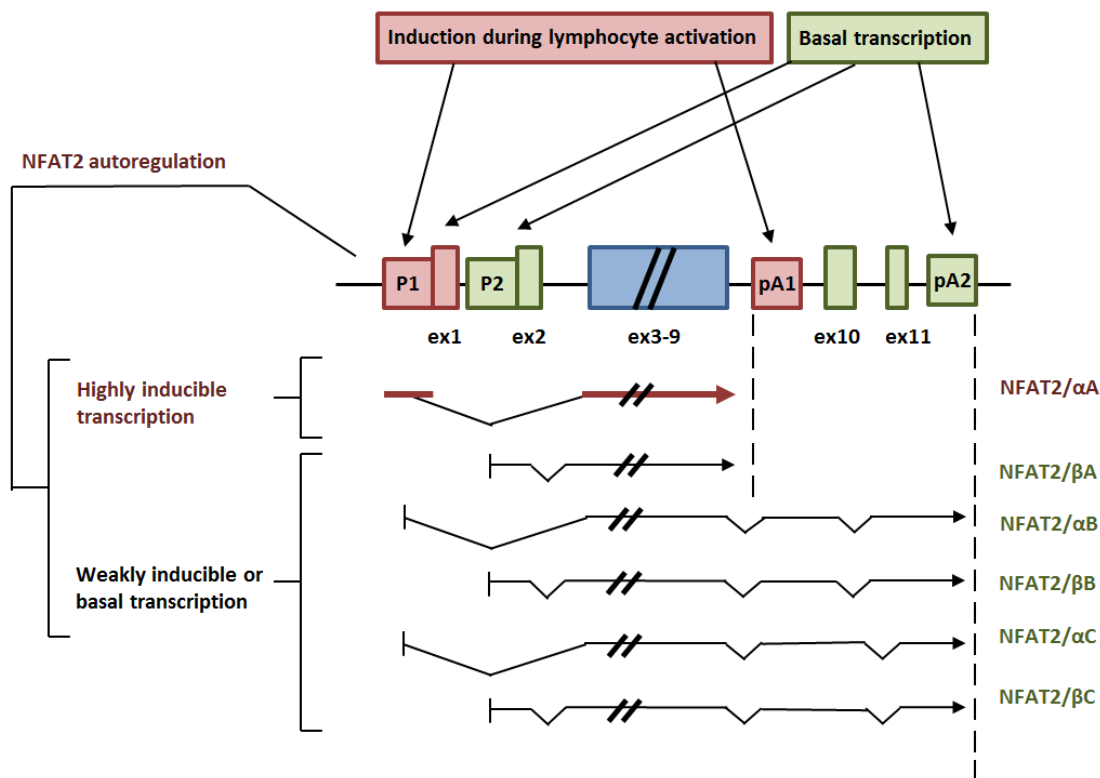 Induction during lymphocyte activation
Basal transcription
NFAT2 autoregulation
P1
P2
pA1
pA2
ex1
ex2
ex3-9
ex10
ex11
Highly inducible
transcription
NFAT2/αA
NFAT2/βA
NFAT2/αB
Weakly inducible or
basal transcription
NFAT2/βB
NFAT2/αC
NFAT2/βC